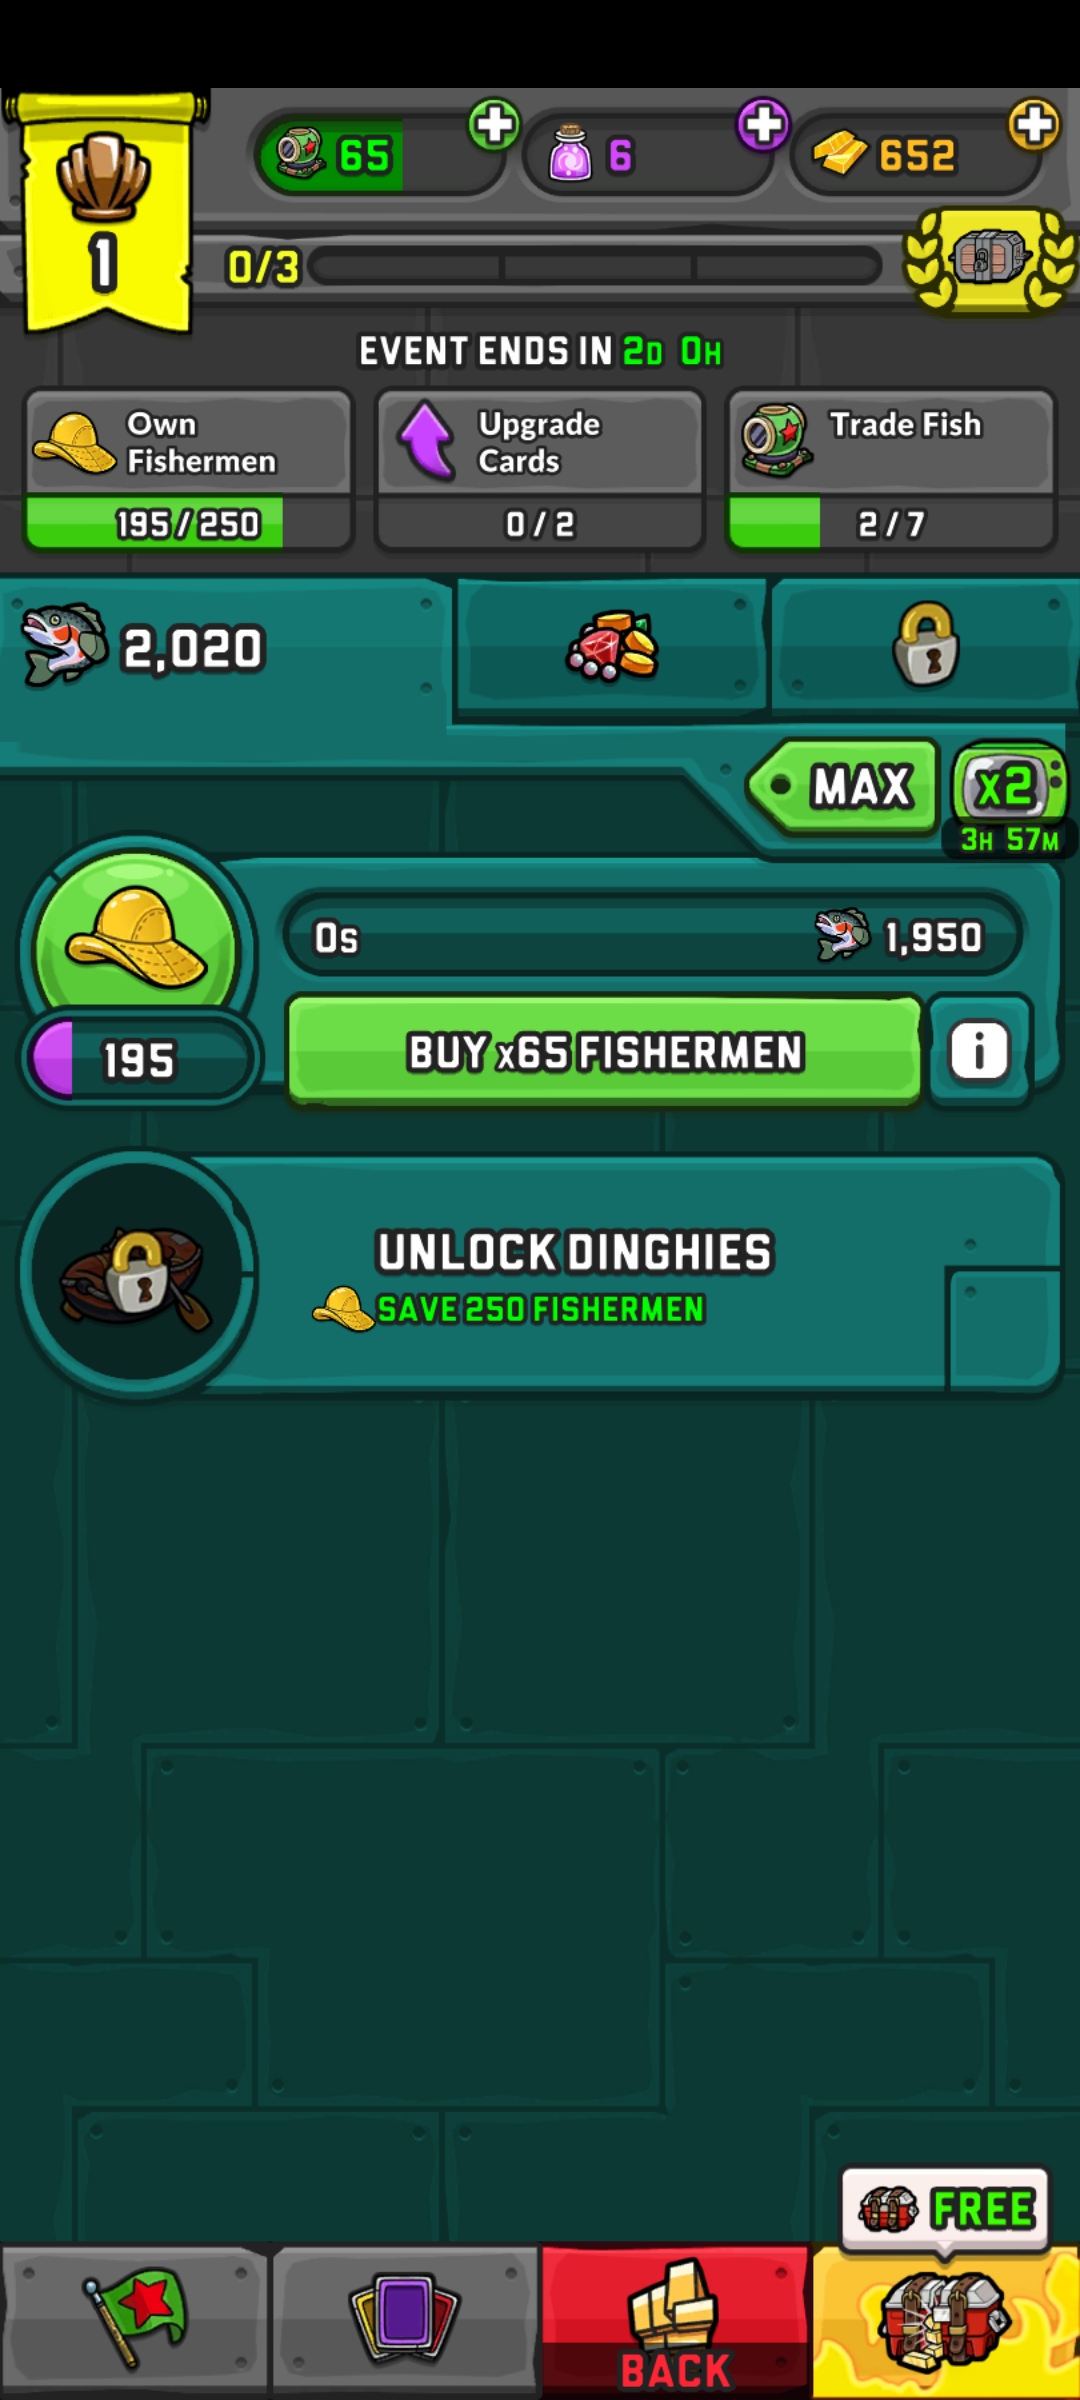 65
6
652
1
0/3
EVENT ENDS IN 2D 0H
Own
Fishermen
195/250
Upgrade
Cards
0/2
Trade Fish
2/7
2,020
MAX
x2
3H 57M
0s
1,950
195
BUY x65 FISHERMEN
i
UNLOCK DINGHIES
SAVE 250 FISHERMEN
FREE
BACK